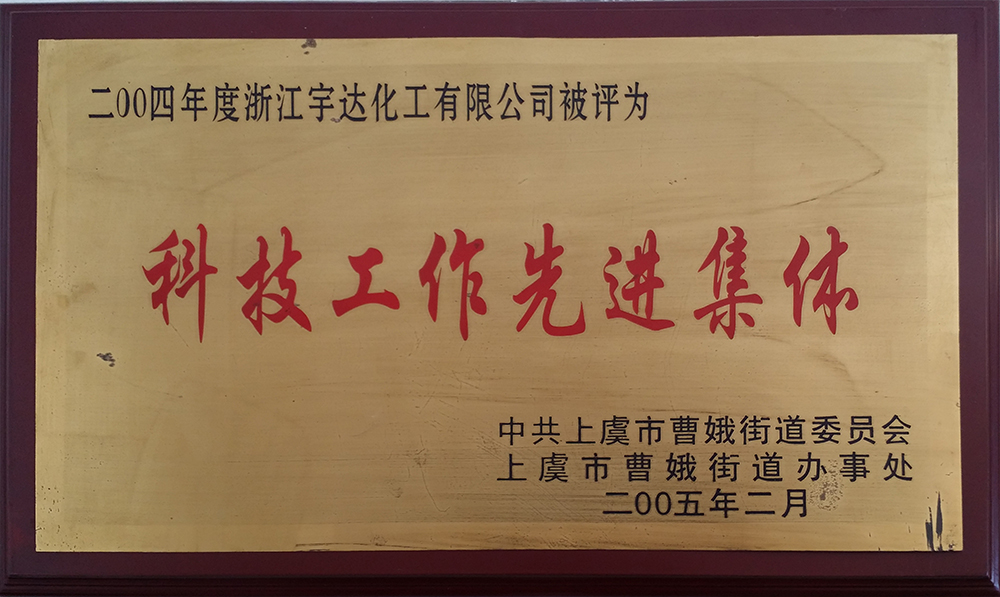 二00四年度浙江宇达化工有限公司被评为
科技工作先进集体
中共上虞市曹娥街道委员会
上虞市曹娥街道办事处
二00五年二月